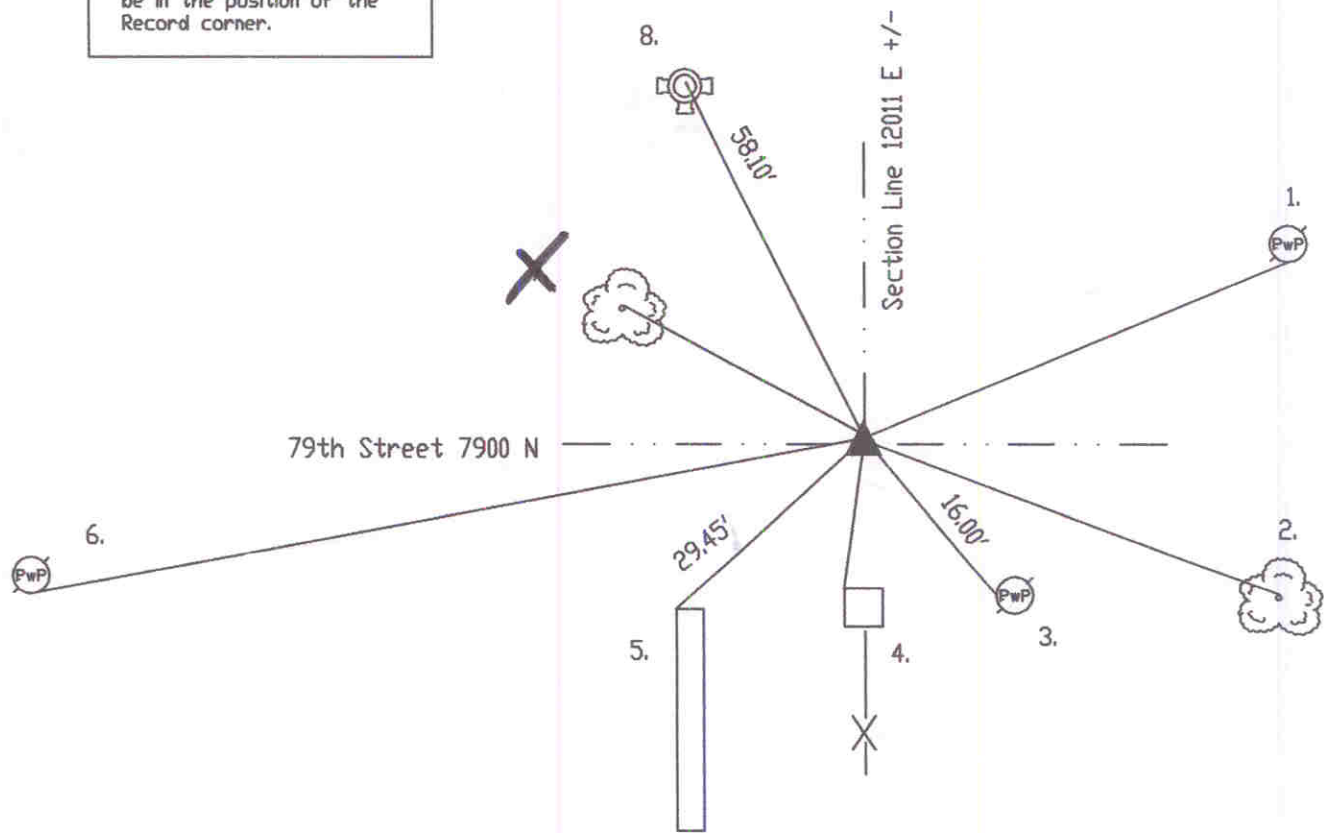 be in the position of the
Record corner.
8.
58.10'
Section Line 12011 E +/-
1.
PwP
79th Street 7900 N
6.
PwP
29.45'
16.00'
2.
5.
4.
PwP
3.